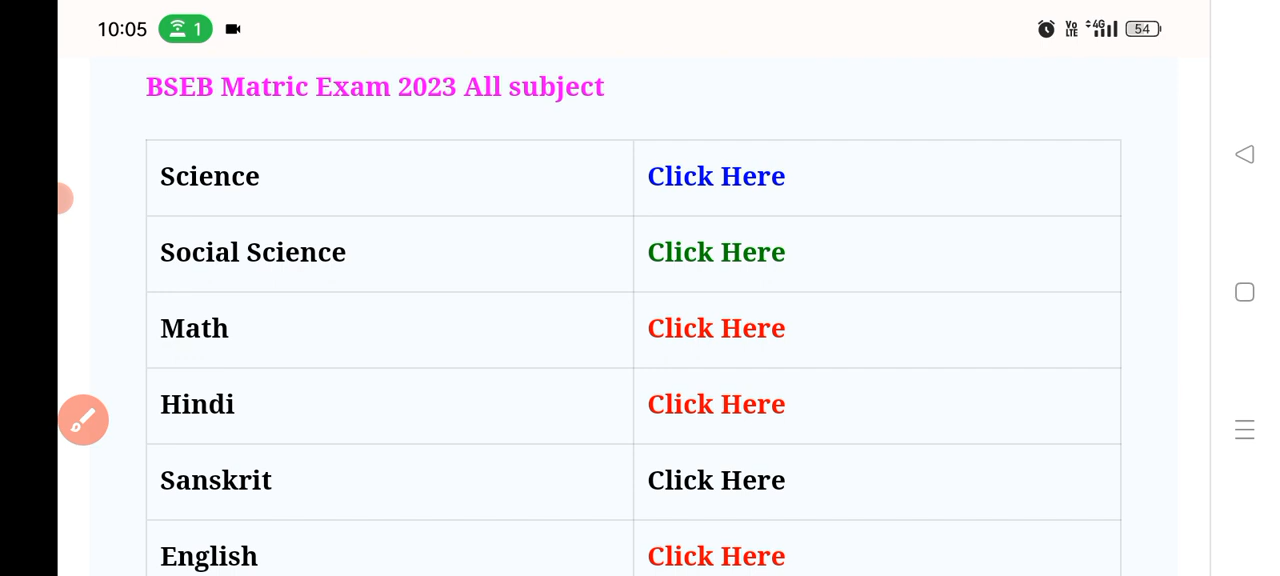 10:05 1 Vo LTE 4G 54
BSEB Matric Exam 2023 All subject
Science Click Here
Social Science Click Here
Math Click Here
Hindi Click Here
Sanskrit Click Here
English Click Here